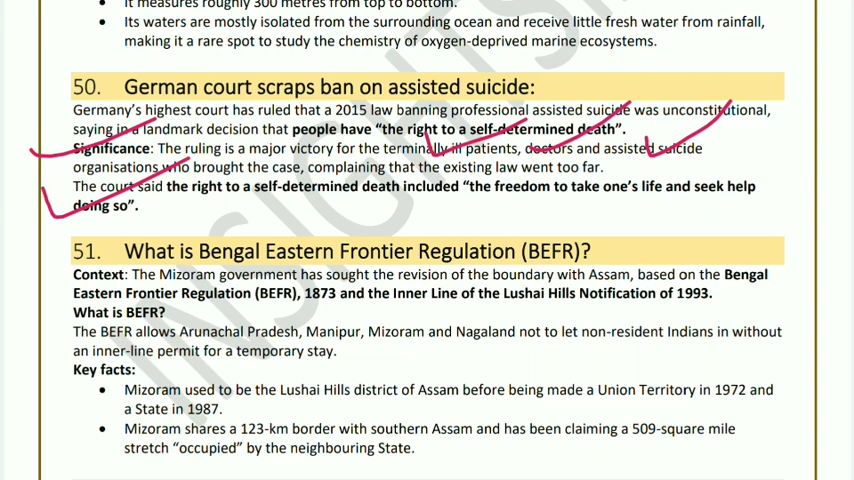 It measures roughly 300 metres from top to bottom.
• Its waters are mostly isolated from the surrounding ocean and receive little fresh water from rainfall,
making it a rare spot to study the chemistry of oxygen-deprived marine ecosystems.
50. German court scraps ban on assisted suicide:
Germany's highest court has ruled that a 2015 law banning professional assisted suicide was unconstitutional,
saying in a landmark decision that people have “the right to a self-determined death”.
Significance: The ruling is a major victory for the terminally ill patients, doctors and assisted suicide
organisations who brought the case, complaining that the existing law went too far.
The court said the right to a self-determined death included “the freedom to take one’s life and seek help
doing so”.
51. What is Bengal Eastern Frontier Regulation (BEFR)?
Context: The Mizoram government has sought the revision of the boundary with Assam, based on the Bengal
Eastern Frontier Regulation (BEFR), 1873 and the Inner Line of the Lushai Hills Notification of 1993.
What is BEFR?
The BEFR allows Arunachal Pradesh, Manipur, Mizoram and Nagaland not to let non-resident Indians in without
an inner-line permit for a temporary stay.
Key facts:
• Mizoram used to be the Lushai Hills district of Assam before being made a Union Territory in 1972 and
a State in 1987.
• Mizoram shares a 123-km border with southern Assam and has been claiming a 509-square mile
stretch “occupied” by the neighbouring State.